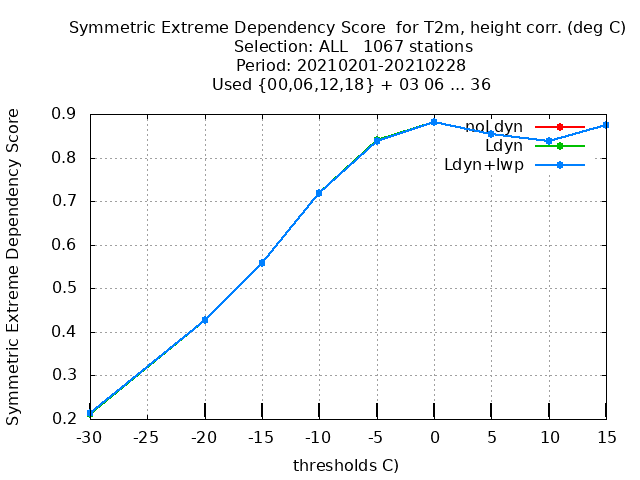 Symmetric Extreme Dependency Score  for T2m, height corr. (deg C)
Selection: ALL   1067 stations
Period: 20210201-20210228
Used {00,06,12,18} + 03 06 ... 36
Symmetric Extreme Dependency Score
0.9
0.8
0.7
0.6
0.5
0.4
0.3
0.2
noLdyn
Ldyn
Ldyn+lwp
-30 -25 -20 -15 -10 -5 0 5 10 15
thresholds C)